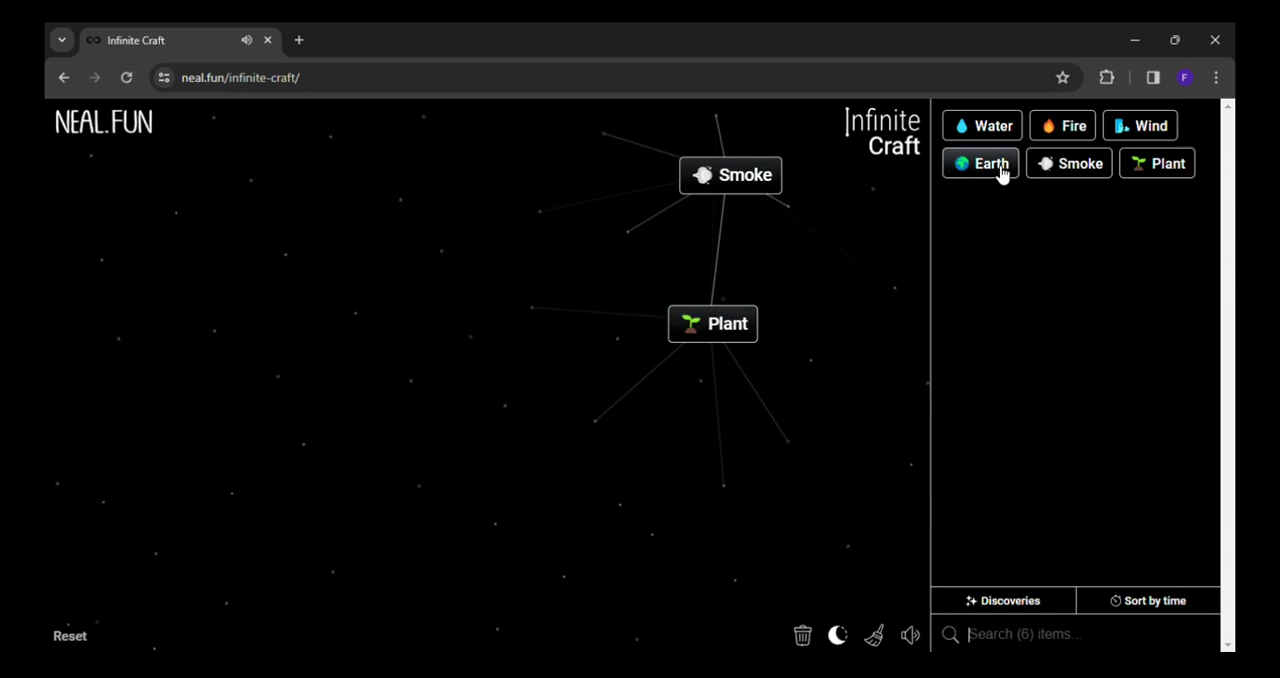 Infinite Craft
neal.fun/infinite-craft/
F
NEAL.FUN
Infinite
Craft
Water
Fire
Wind
Earth
Smoke
Plant
Smoke
Plant
Discoveries
Sort by time
Reset
Search (6) items...